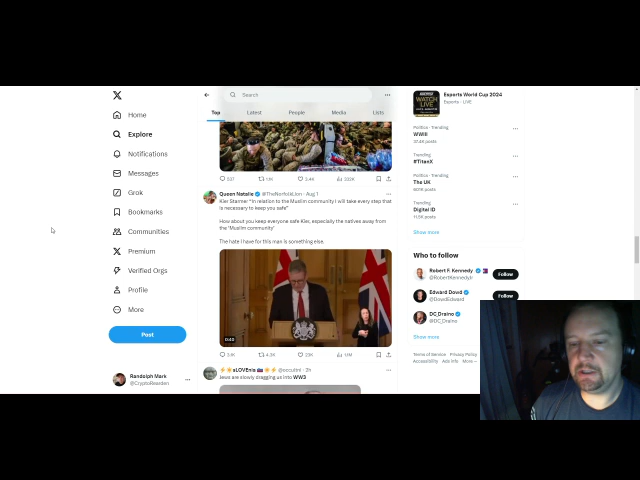 Search
Top
Latest
People
Media
Lists
Home
Explore
Notifications
Messages
Grok
Bookmarks
Communities
Premium
Verified Orgs
Profile
More
Post
Randolph Mark
@CryptoRearden
Queen Natalie @TheNorfolkLion · Aug 1
Kier Starmer "In relation to the Muslim community I will take every step that
is necessary to keep you safe"
How about you keep everyone safe Kier, especially the natives away from
the 'Muslim community'
The hate I have for this man is something else.
0:40
Jews are slowly dragging us into WW3
Esports World Cup 2024
Esports · LIVE
WATCH
LIVE
Politics · Trending
WWIII
Trending
#TitanX
Politics · Trending
The UK
Politics · Trending
Digital ID
Show more
Who to follow
Robert F. Kennedy
@RobertKennedyJr
Follow
Edward Dowd
@DowdEdward
Follow
DC_Draino
@DC_Draino
Show more
Terms of Service Privacy Policy
Accessibility Ads info More